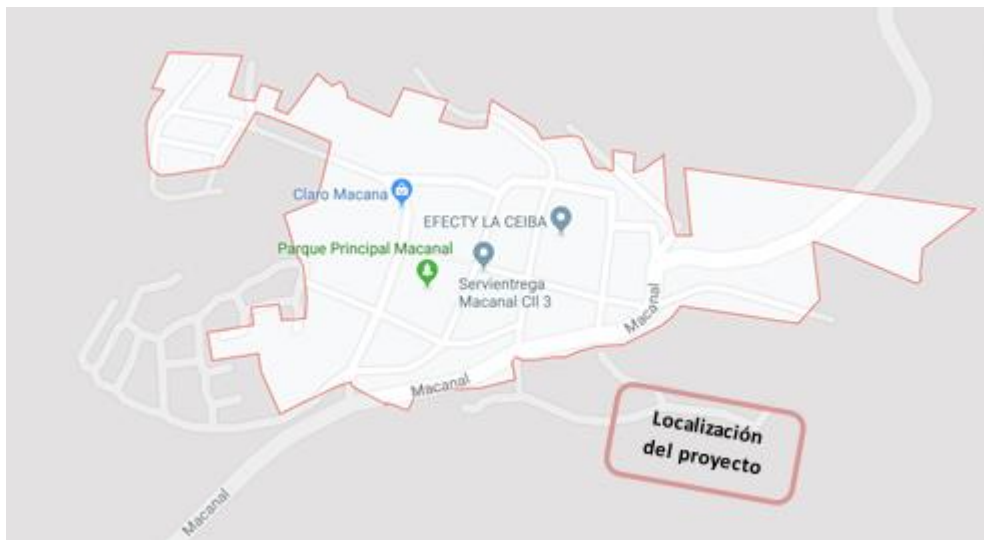 Claro Macana
EFECTY LA CEIBA
Parque Principal Macanal
Servientrega
Macanal Cll 3
Macanal
Macanal
Localización
del proyecto
Macanal